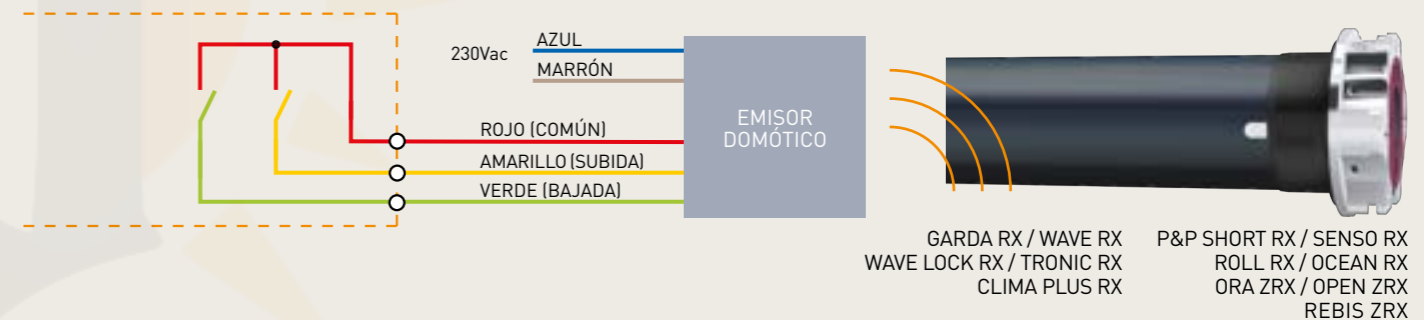 230Vac
AZUL
MARRÓN
ROJO (COMÚN)
AMARILLO (SUBIDA)
VERDE (BAJADA)
EMISOR
DOMÓTICO
GARDA RX / WAVE RX
WAVE LOCK RX / TRONIC RX
CLIMA PLUS RX
P&P SHORT RX / SENSO RX
ROLL RX / OCEAN RX
ORA ZRX / OPEN ZRX
REBIS ZRX